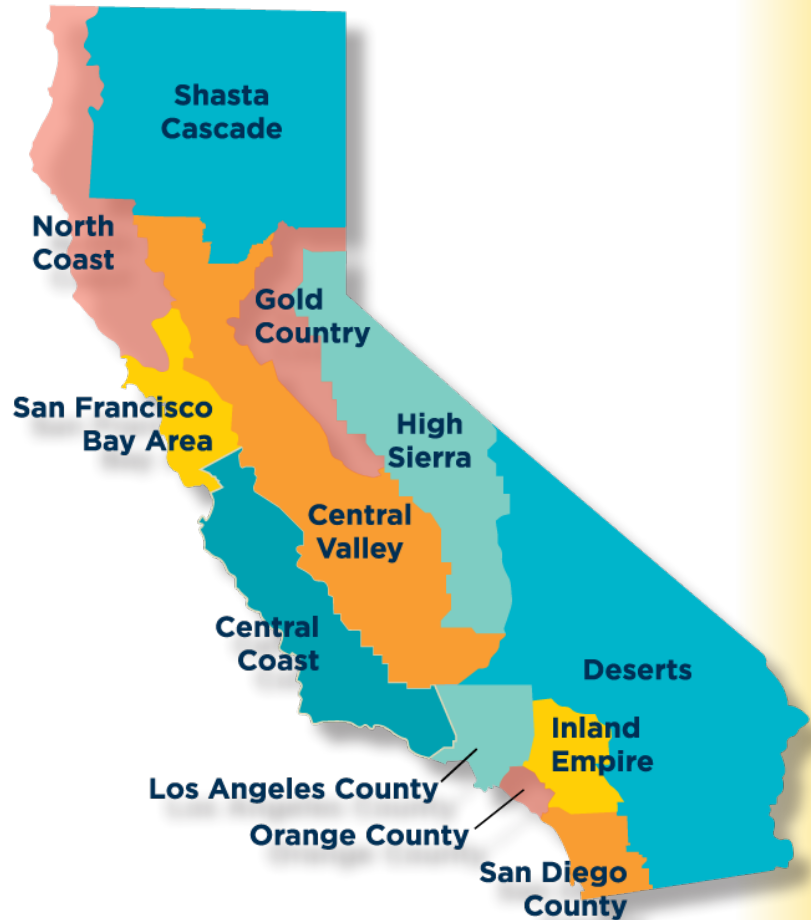 Shasta
Cascade
North
Coast
Gold
Country
San Francisco
Bay Area
High
Sierra
Central
Valley
Central
Coast
Deserts
Inland
Empire
Los Angeles County
Orange County
San Diego
County